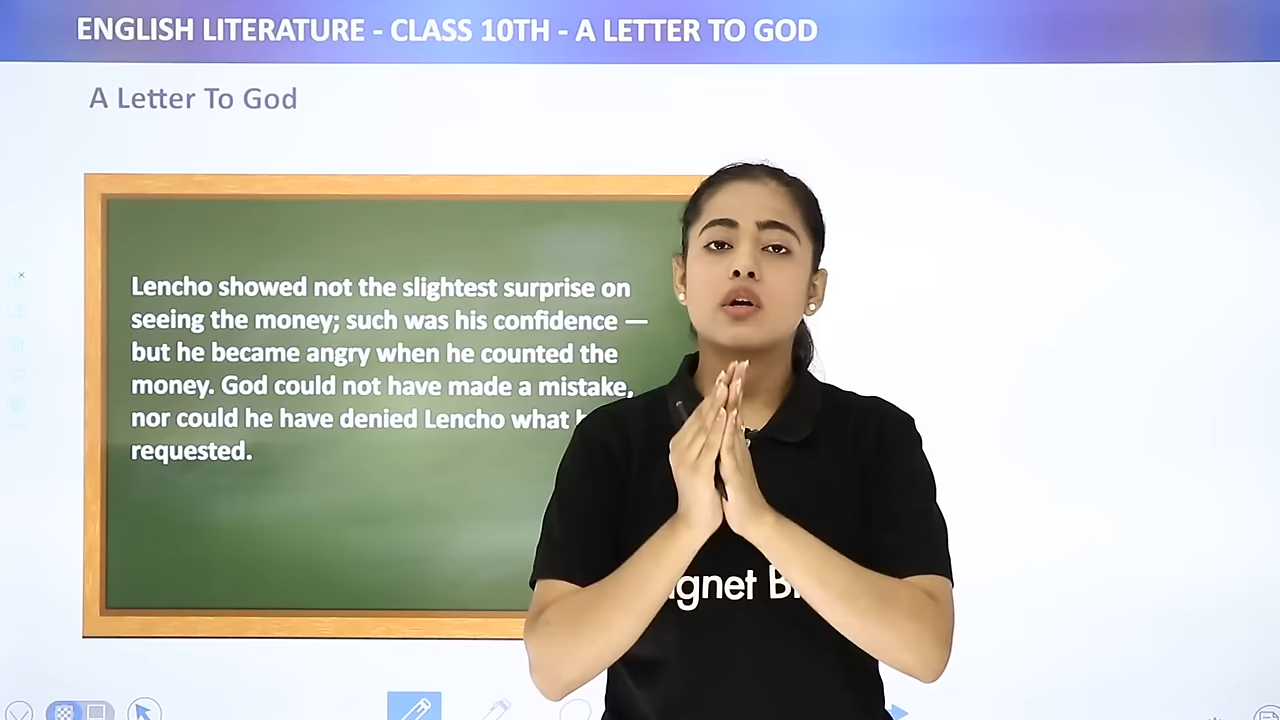 ENGLISH LITERATURE - CLASS 10TH - A LETTER TO GOD
A Letter To God
Lencho showed not the slightest surprise on
seeing the money; such was his confidence —
but he became angry when he counted the
money. God could not have made a mistake,
nor could he have denied Lencho what
requested.